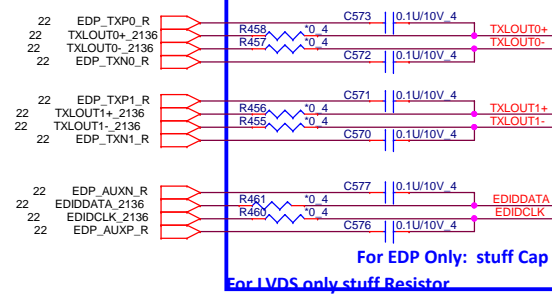 22 EDP_TXP0_R C573 0.1U/10V_4
22 TXLOUT0+_2136 R458 *0_4 TXLOUT0+
22 TXLOUT0-_2136 R457 *0_4 TXLOUT0-
22 EDP_TXN0_R C572 0.1U/10V_4
22 EDP_TXP1_R C571 0.1U/10V_4
22 TXLOUT1+_2136 R456 *0_4 TXLOUT1+
22 TXLOUT1-_2136 R455 *0_4 TXLOUT1-
22 EDP_TXN1_R C570 0.1U/10V_4
22 EDP_AUXN_R C577 0.1U/10V_4
22 EDIDDATA_2136 R461 *0_4 EDIDDATA
22 EDIDCLK_2136 R460 *0_4 EDIDCLK
22 EDP_AUXP_R C576 0.1U/10V_4
For EDP Only: stuff Cap
For LVDS only stuff Resistor